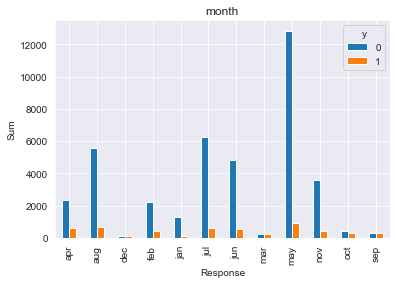 month
y
0
1
Sum
12000
10000
8000
6000
4000
2000
0
apr
aug
dec
feb
jan
jul
jun
mar
may
nov
oct
sep
Response